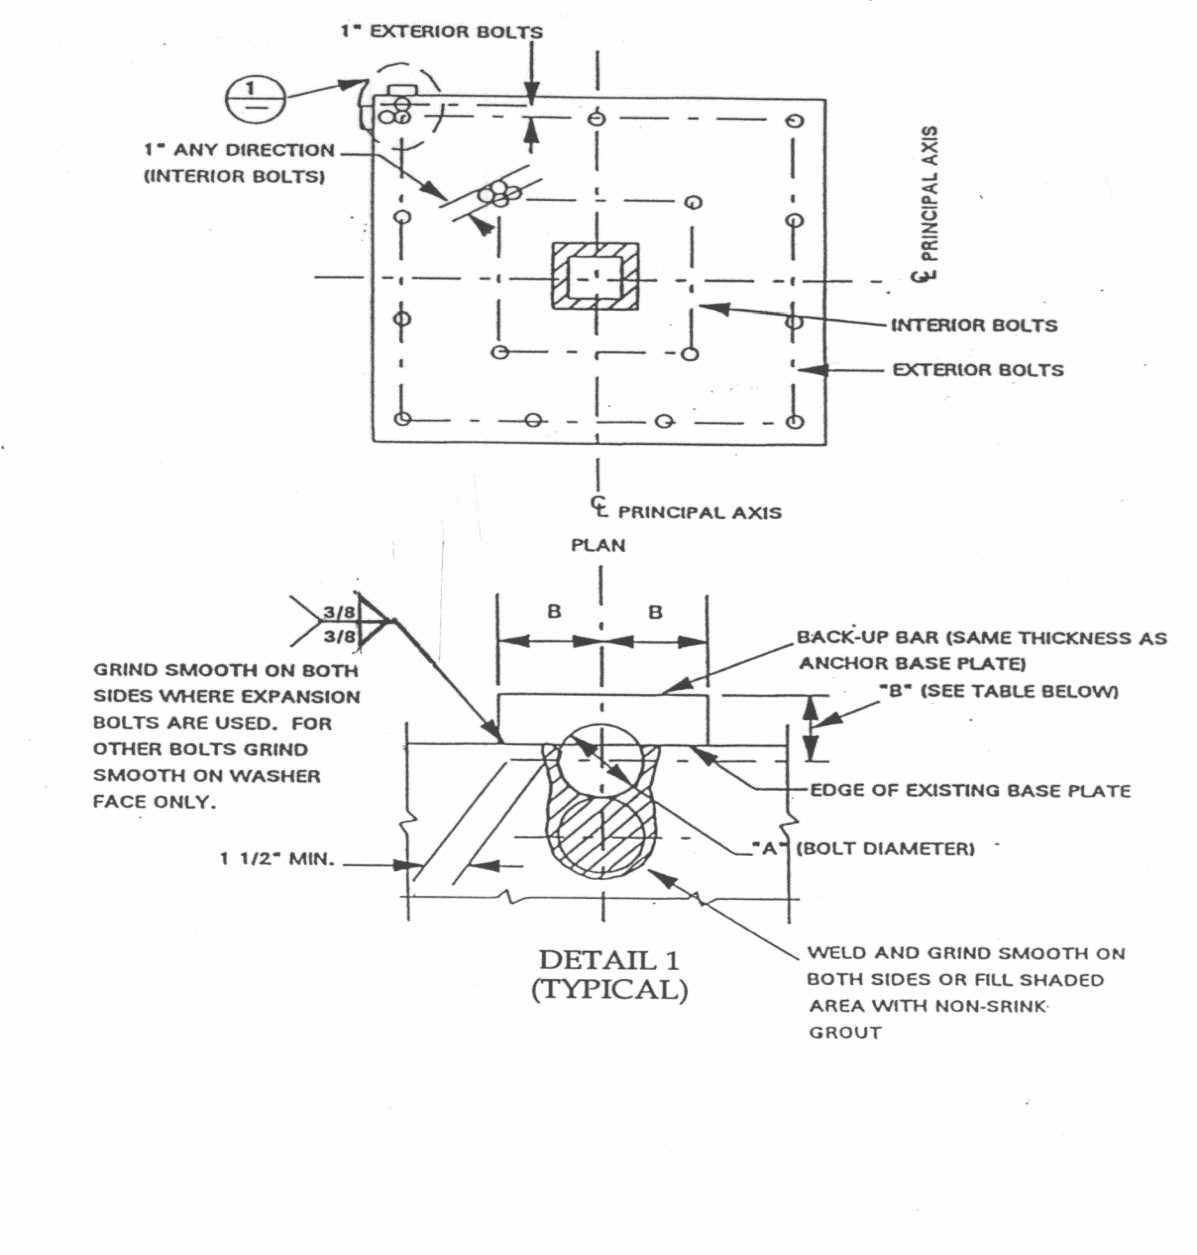 1" EXTERIOR BOLTS
1
1" ANY DIRECTION
(INTERIOR BOLTS)
℄ PRINCIPAL AXIS
INTERIOR BOLTS
EXTERIOR BOLTS
℄ PRINCIPAL AXIS
PLAN
B B
3/8
3/8
BACK-UP BAR (SAME THICKNESS AS
ANCHOR BASE PLATE)
"B" (SEE TABLE BELOW)
GRIND SMOOTH ON BOTH
SIDES WHERE EXPANSION
BOLTS ARE USED. FOR
OTHER BOLTS GRIND
SMOOTH ON WASHER
FACE ONLY.
EDGE OF EXISTING BASE PLATE
"A" (BOLT DIAMETER)
1 1/2" MIN.
DETAIL 1
(TYPICAL)
WELD AND GRIND SMOOTH ON
BOTH SIDES OR FILL SHADED
AREA WITH NON-SRINK
GROUT